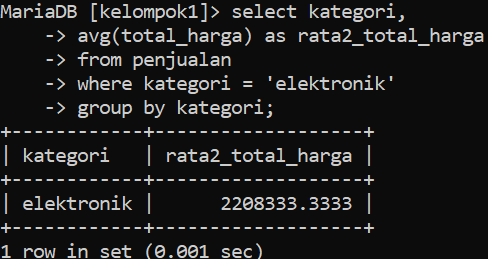 MariaDB [kelompok1]> select kategori,
    -> avg(total_harga) as rata2_total_harga
    -> from penjualan
    -> where kategori = 'elektronik'
    -> group by kategori;
+------------+-------------------+
| kategori   | rata2_total_harga |
+------------+-------------------+
| elektronik |      2208333.3333 |
+------------+-------------------+
1 row in set (0.001 sec)